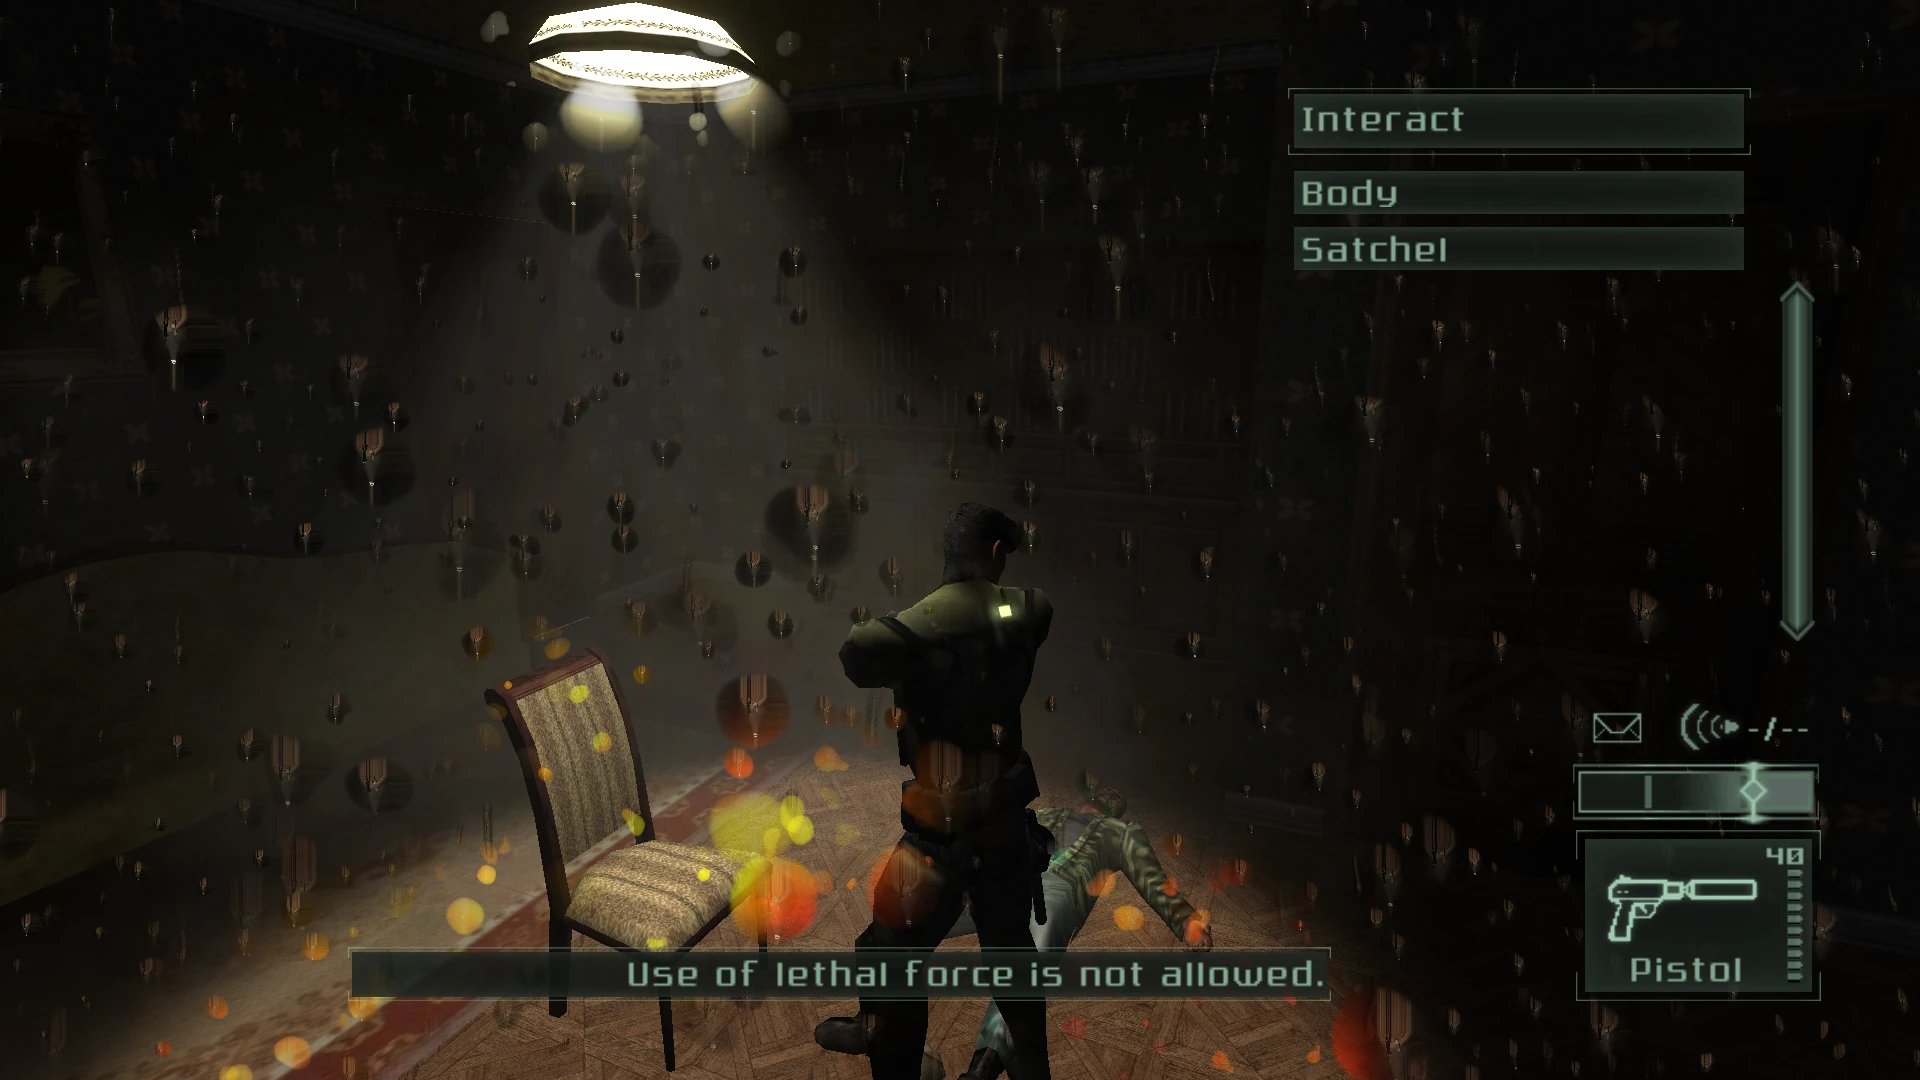 Interact
Body
Satchel
-/--
40
Pistol
Use of lethal force is not allowed.